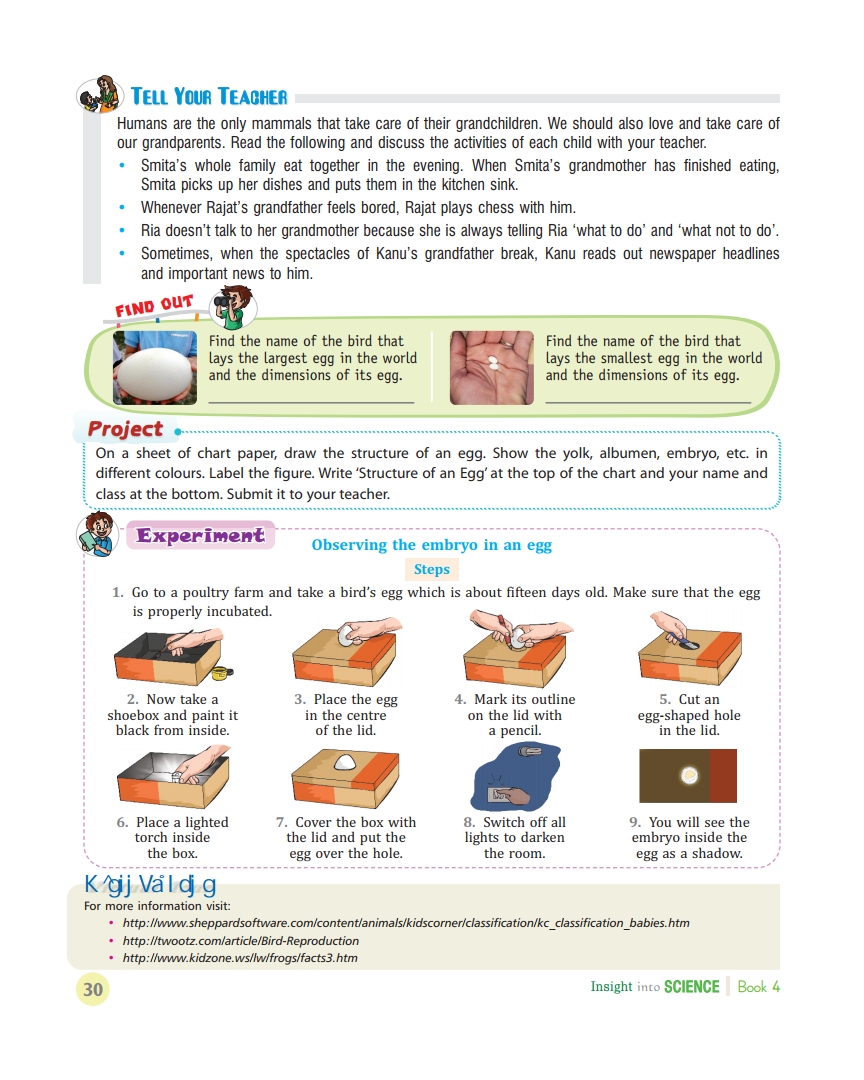 TELL YOUR TEACHER
Humans are the only mammals that take care of their grandchildren. We should also love and take care of
our grandparents. Read the following and discuss the activities of each child with your teacher.
• Smita's whole family eat together in the evening. When Smita's grandmother has finished eating,
Smita picks up her dishes and puts them in the kitchen sink.
• Whenever Rajat's grandfather feels bored, Rajat plays chess with him.
• Ria doesn't talk to her grandmother because she is always telling Ria 'what to do' and 'what not to do'.
• Sometimes, when the spectacles of Kanu's grandfather break, Kanu reads out newspaper headlines
and important news to him.
FIND OUT
Find the name of the bird that
lays the largest egg in the world
and the dimensions of its egg.
Find the name of the bird that
lays the smallest egg in the world
and the dimensions of its egg.
Project
On a sheet of chart paper, draw the structure of an egg. Show the yolk, albumen, embryo, etc. in
different colours. Label the figure. Write 'Structure of an Egg' at the top of the chart and your name and
class at the bottom. Submit it to your teacher.
Experiment
Observing the embryo in an egg
Steps
1. Go to a poultry farm and take a bird's egg which is about fifteen days old. Make sure that the egg
is properly incubated.
2. Now take a
shoebox and paint it
black from inside.
3. Place the egg
in the centre
of the lid.
4. Mark its outline
on the lid with
a pencil.
5. Cut an
egg-shaped hole
in the lid.
6. Place a lighted
torch inside
the box.
7. Cover the box with
the lid and put the
egg over the hole.
8. Switch off all
lights to darken
the room.
9. You will see the
embryo inside the
egg as a shadow.
For more information visit:
• http://www.sheppardsoftware.com/content/animals/kidscorner/classification/kc_classification_babies.htm
• http://twootz.com/article/Bird-Reproduction
• http://www.kidzone.ws/lw/frogs/facts3.htm
30
Insight into SCIENCE | Book 4